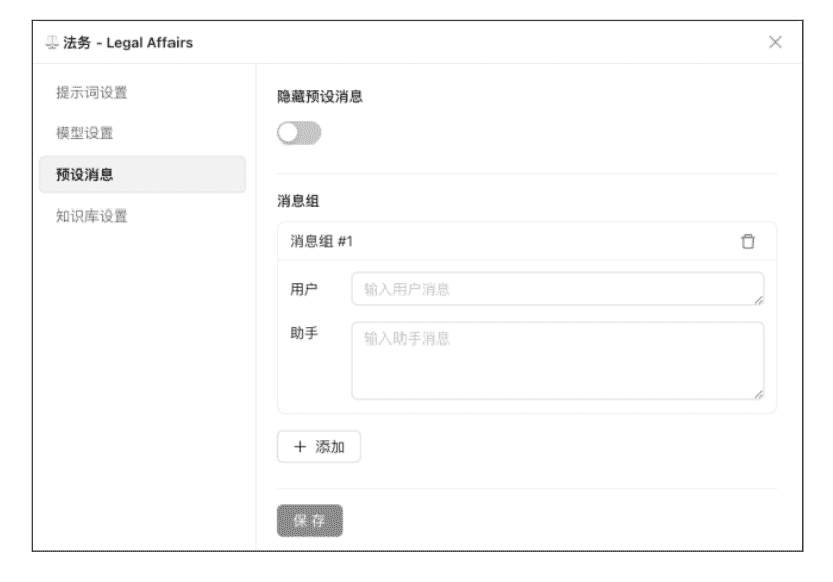 法务 - Legal Affairs
提示词设置
模型设置
预设消息
知识库设置
隐藏预设消息
消息组
消息组 #1
用户
输入用户消息
助手
输入助手消息
+ 添加
保存